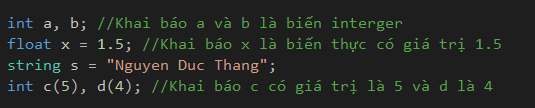 int a, b; //Khai báo a và b là biến interger
float x = 1.5; //Khai báo x là biến thực có giá trị 1.5
string s = "Nguyen Duc Thang";
int c(5), d(4); //Khai báo c có giá trị là 5 và d là 4